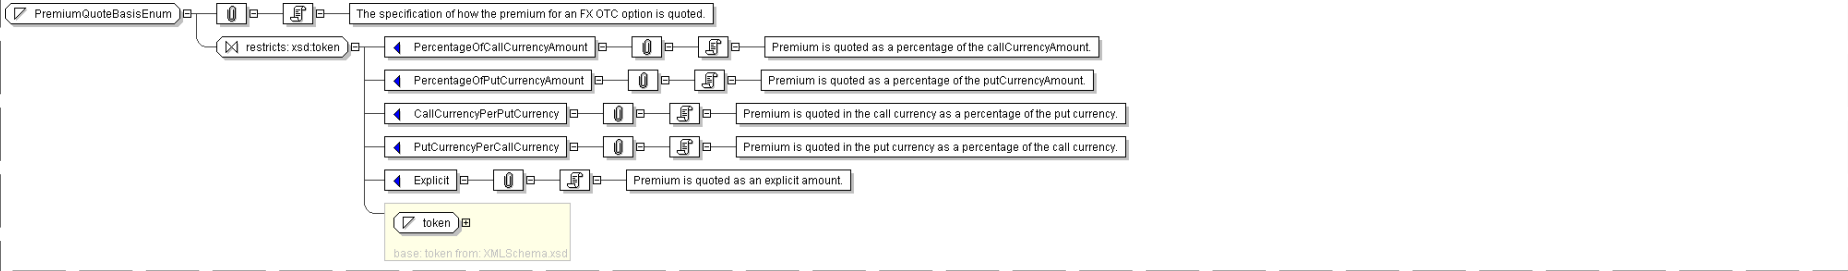 PremiumQuoteBasisEnum
The specification of how the premium for an FX OTC option is quoted.
restricts: xsd:token
PercentageOfCallCurrencyAmount
Premium is quoted as a percentage of the callCurrencyAmount.
PercentageOfPutCurrencyAmount
Premium is quoted as a percentage of the putCurrencyAmount.
CallCurrencyPerPutCurrency
Premium is quoted in the call currency as a percentage of the put currency.
PutCurrencyPerCallCurrency
Premium is quoted in the put currency as a percentage of the call currency.
Explicit
Premium is quoted as an explicit amount.
token
base: token from: XMLSchema.xsd